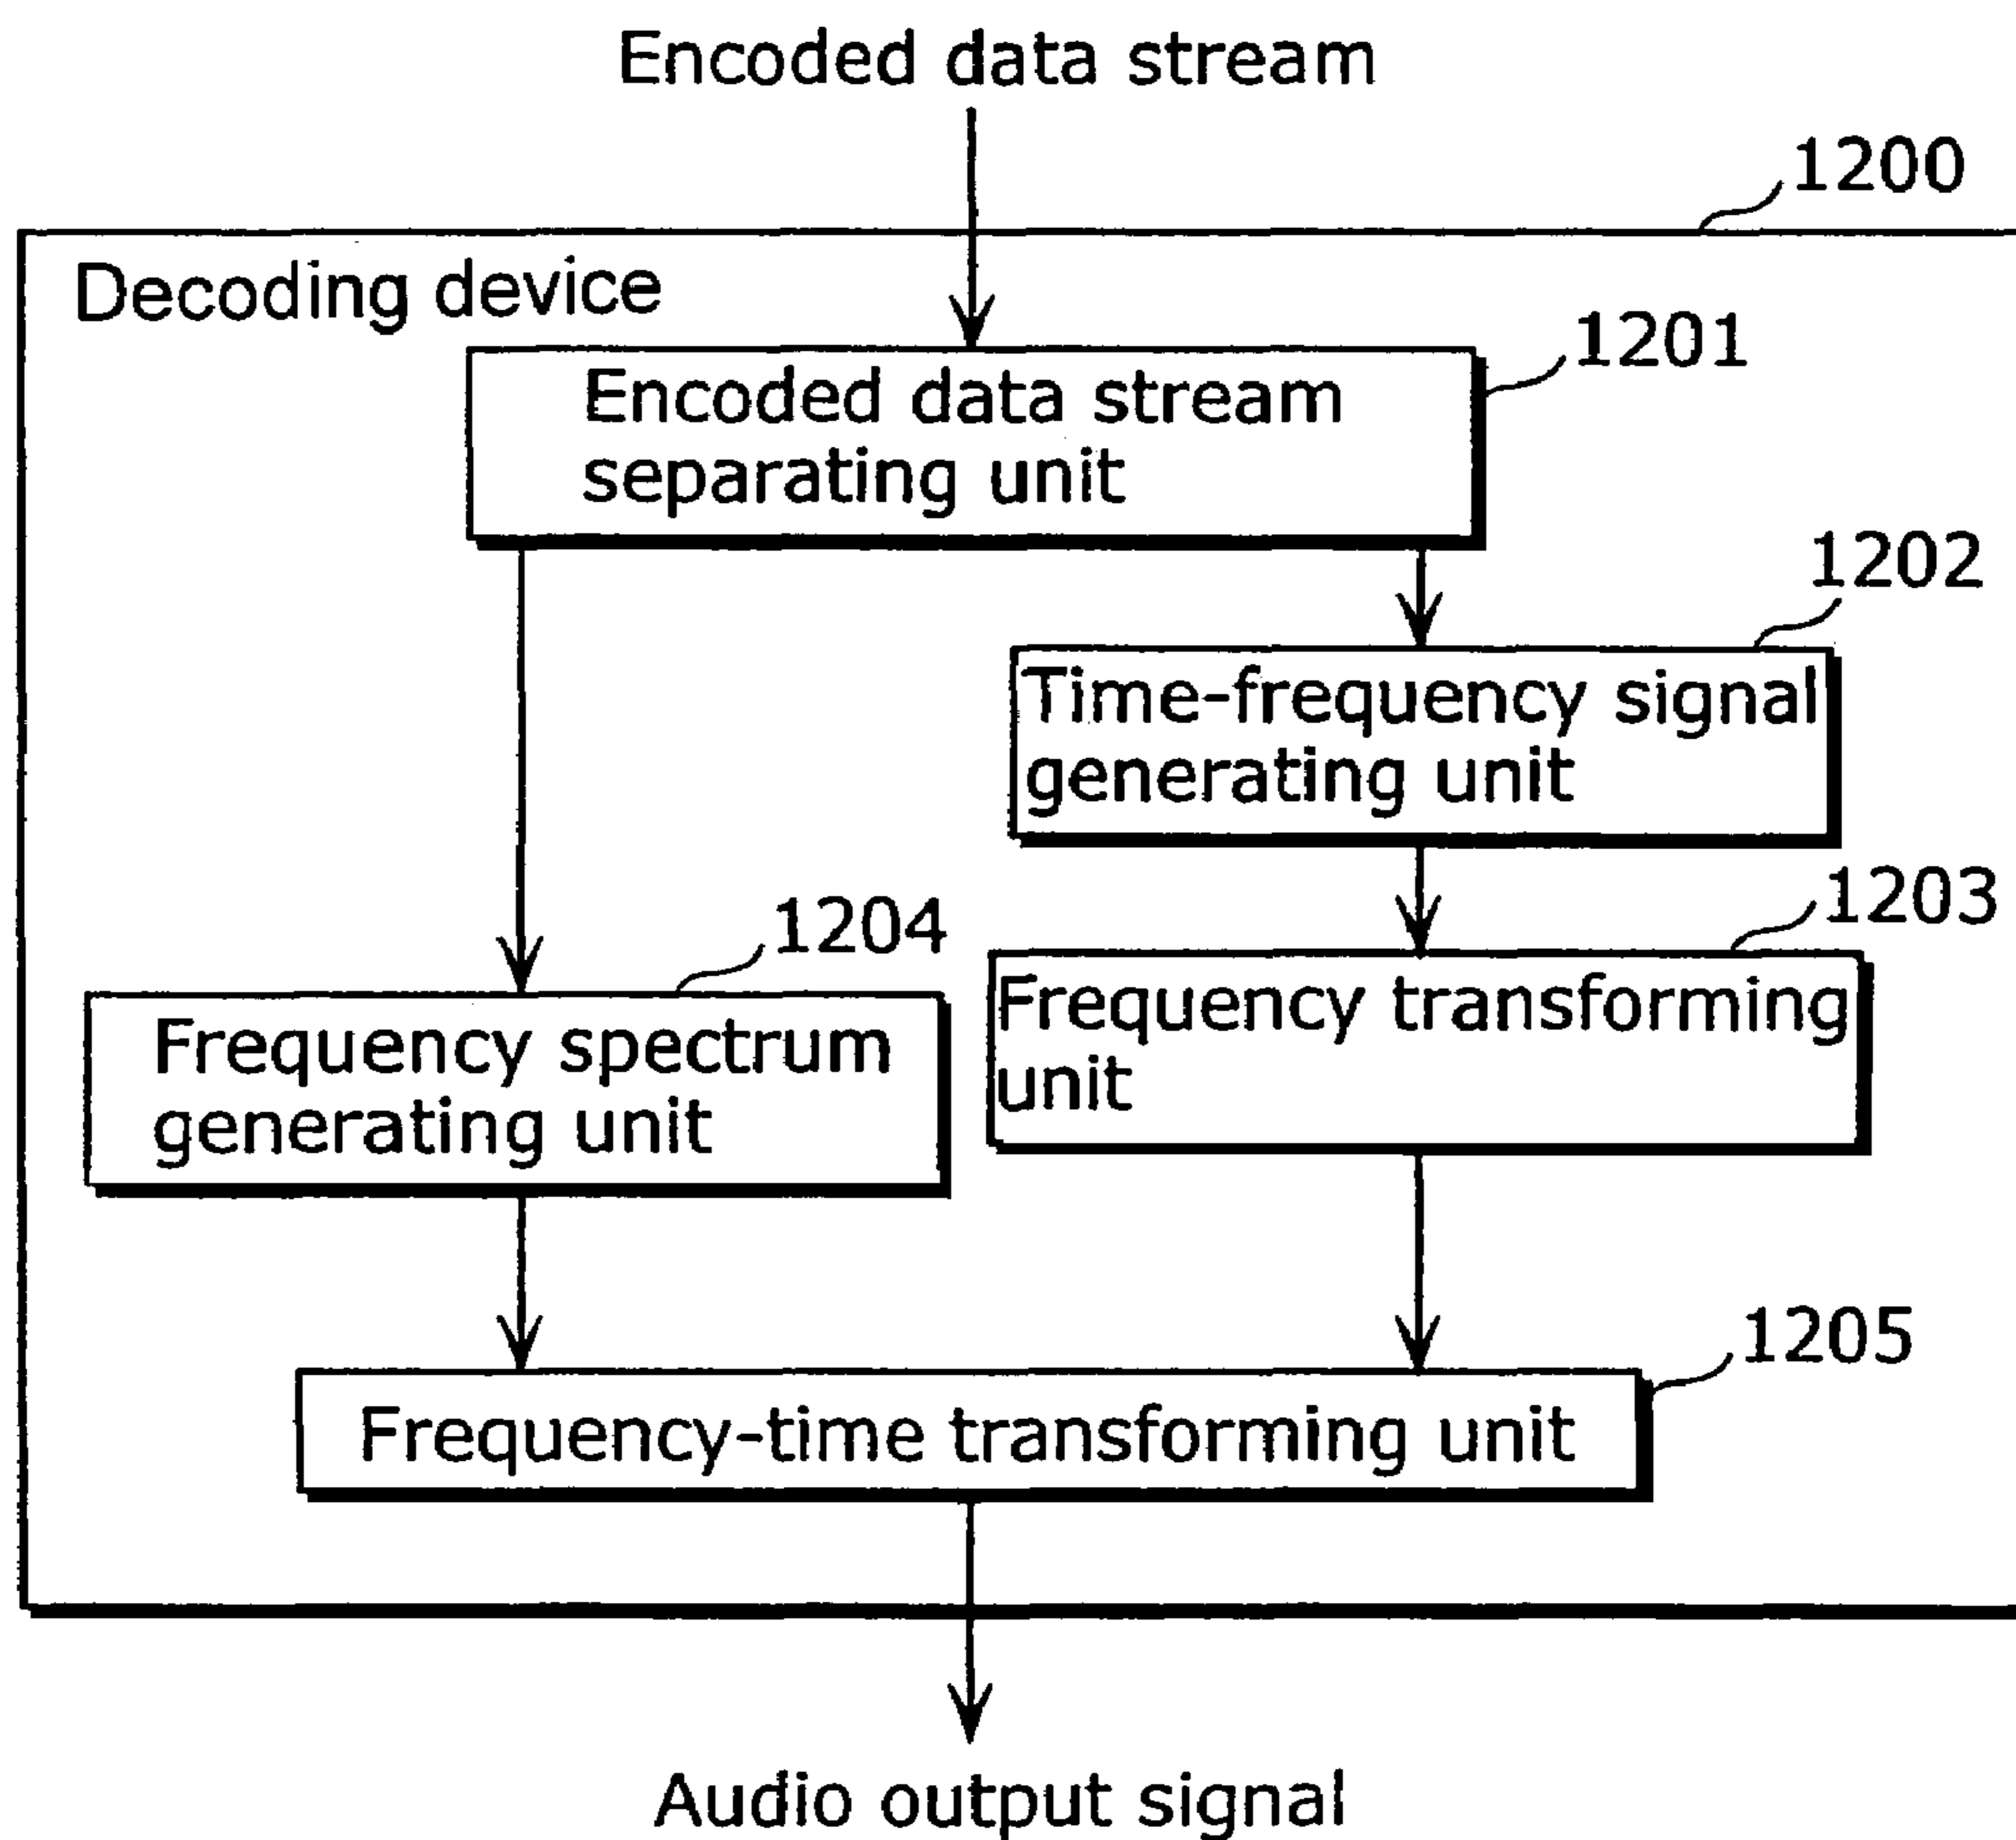 Encoded data stream
1200
Decoding device
1201
Encoded data stream
separating unit
1202
Time-frequency signal
generating unit
1203
Frequency transforming
unit
1204
Frequency spectrum
generating unit
1205
Frequency-time transforming unit
Audio output signal